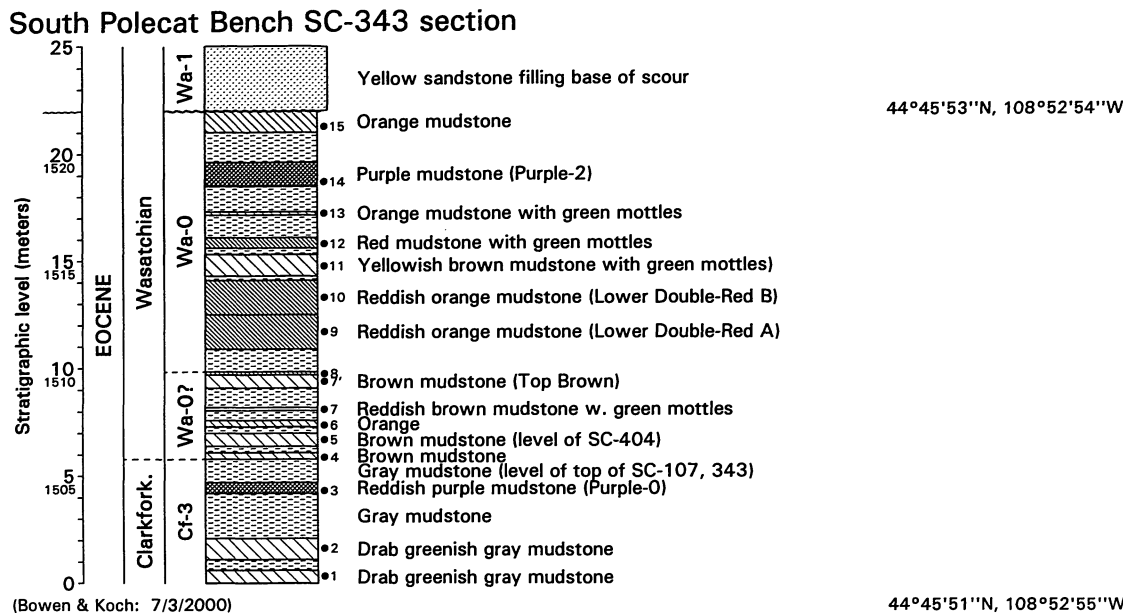 South Polecat Bench SC-343 section
25
Wa-1
Yellow sandstone filling base of scour
44°45'53''N, 108°52'54''W
15 Orange mudstone
20
1520
14 Purple mudstone (Purple-2)
13 Orange mudstone with green mottles
Stratigraphic level (meters)
EOCENE
Wasatchian
Wa-0
12 Red mudstone with green mottles
15
1515
11 Yellowish brown mudstone with green mottles)
10 Reddish orange mudstone (Lower Double-Red B)
9 Reddish orange mudstone (Lower Double-Red A)
10
1510
8
7' Brown mudstone (Top Brown)
Wa-0?
7 Reddish brown mudstone w. green mottles
6 Orange
5 Brown mudstone (level of SC-404)
4 Brown mudstone
Gray mudstone (level of top of SC-107, 343)
5
1505
3 Reddish purple mudstone (Purple-0)
Clarkfork.
Cf-3
Gray mudstone
2 Drab greenish gray mudstone
0
1 Drab greenish gray mudstone
(Bowen & Koch: 7/3/2000)
44°45'51''N, 108°52'55''W